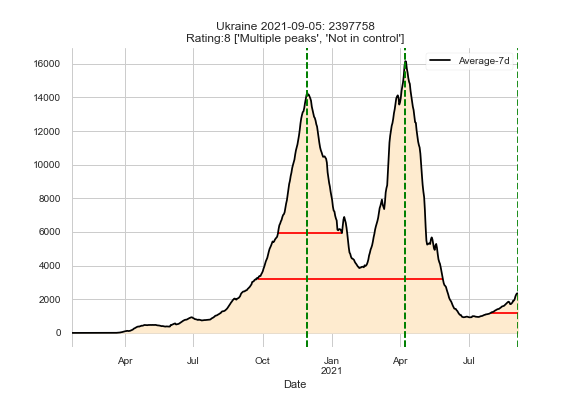 Ukraine 2021-09-05: 2397758
Rating:8 ['Multiple peaks', 'Not in control']
Average-7d
16000
14000
12000
10000
8000
6000
4000
2000
0
Apr
Jul
Oct
Jan
2021
Apr
Jul
Date